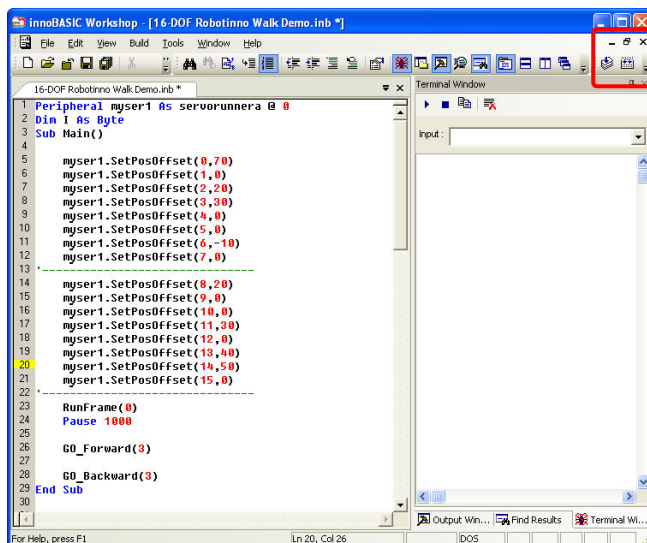 innoBASIC Workshop - [16-DOF Robotinno Walk Demo.inb *]
File Edit View Build Tools Window Help
16-DOF Robotinno Walk Demo.inb *
Terminal Window
Input :
1 Peripheral myser1 As servorunnera @ 0
2 Dim I As Byte
3 Sub Main()
4
5 myser1.SetPosOffset(0,70)
6 myser1.SetPosOffset(1,0)
7 myser1.SetPosOffset(2,20)
8 myser1.SetPosOffset(3,30)
9 myser1.SetPosOffset(4,0)
10 myser1.SetPosOffset(5,0)
11 myser1.SetPosOffset(6,-10)
12 myser1.SetPosOffset(7,0)
13 '------------------------------
14 myser1.SetPosOffset(8,20)
15 myser1.SetPosOffset(9,0)
16 myser1.SetPosOffset(10,0)
17 myser1.SetPosOffset(11,30)
18 myser1.SetPosOffset(12,0)
19 myser1.SetPosOffset(13,40)
20 myser1.SetPosOffset(14,50)
21 myser1.SetPosOffset(15,0)
22 '------------------------------
23 RunFrame(0)
24 Pause 1000
25
26 GO_Forward(3)
27
28 GO_Backward(3)
29 End Sub
30
Output Win... Find Results Terminal Wi...
For Help, press F1 Ln 20, Col 26 DOS